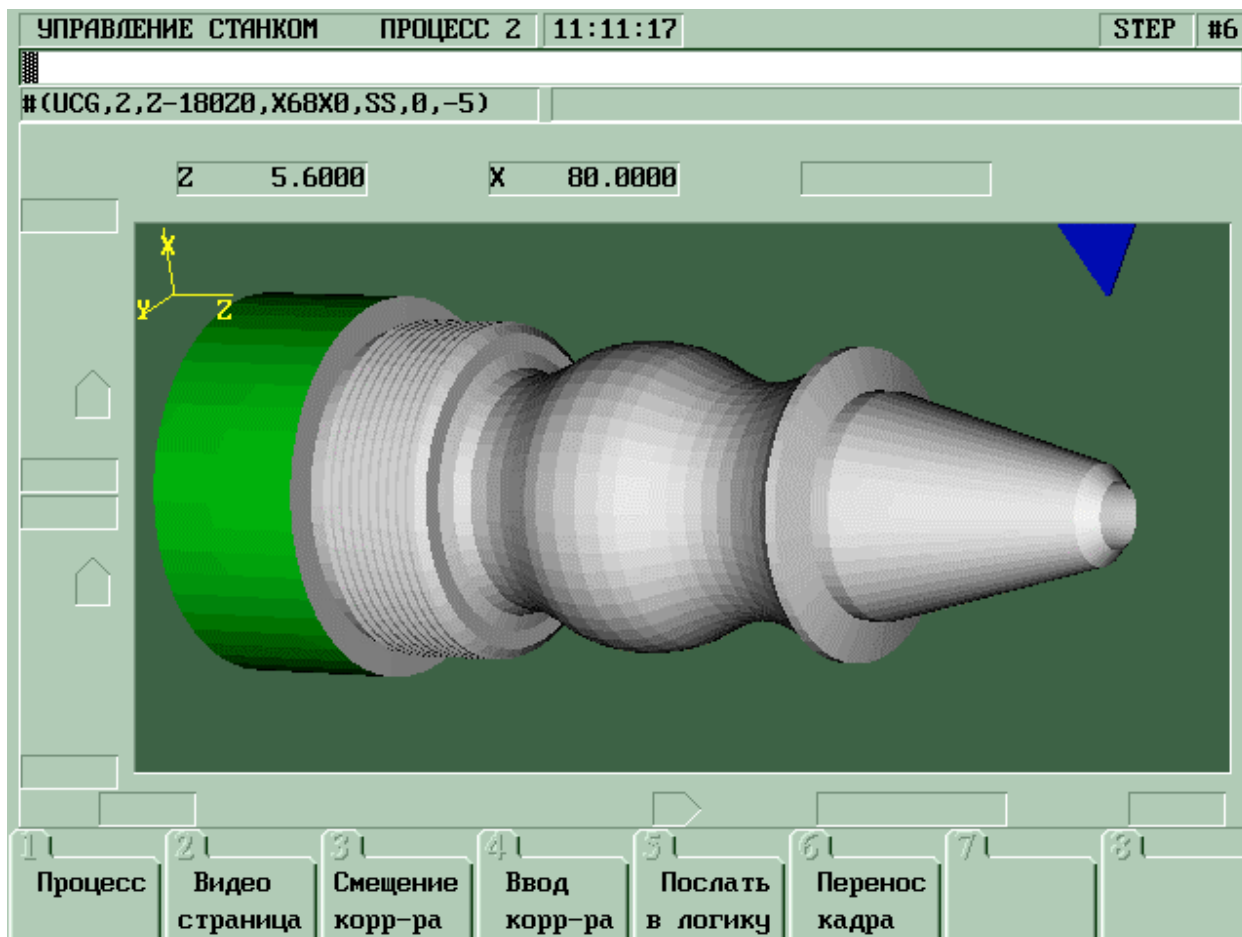 УПРАВЛЕНИЕ СТАНКОМ ПРОЦЕСС 2 11:11:17 STEP #6
#(UCG,2,Z-180Z0,X68X0,SS,0,-5)
Z 5.6000 X 80.0000
X
Y Z
1 2 3 4 5 6 7 8
Процесс Видео Смещение Ввод Послать Перенос
страница корр-ра корр-ра в логику кадра